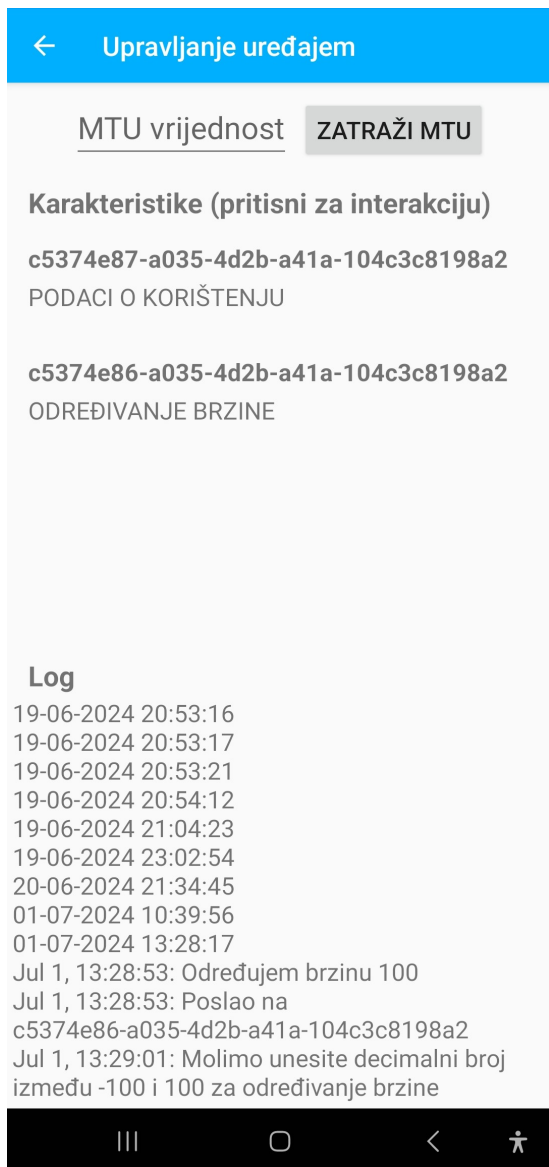 Upravljanje uređajem
MTU vrijednost ZATRAŽI MTU
Karakteristike (pritisni za interakciju)
c5374e87-a035-4d2b-a41a-104c3c8198a2
PODACI O KORIŠTENJU
c5374e86-a035-4d2b-a41a-104c3c8198a2
ODREĐIVANJE BRZINE
Log
19-06-2024 20:53:16
19-06-2024 20:53:17
19-06-2024 20:53:21
19-06-2024 20:54:12
19-06-2024 21:04:23
19-06-2024 23:02:54
20-06-2024 21:34:45
01-07-2024 10:39:56
01-07-2024 13:28:17
Jul 1, 13:28:53: Određujem brzinu 100
Jul 1, 13:28:53: Poslao na
c5374e86-a035-4d2b-a41a-104c3c8198a2
Jul 1, 13:29:01: Molimo unesite decimalni broj
između -100 i 100 za određivanje brzine